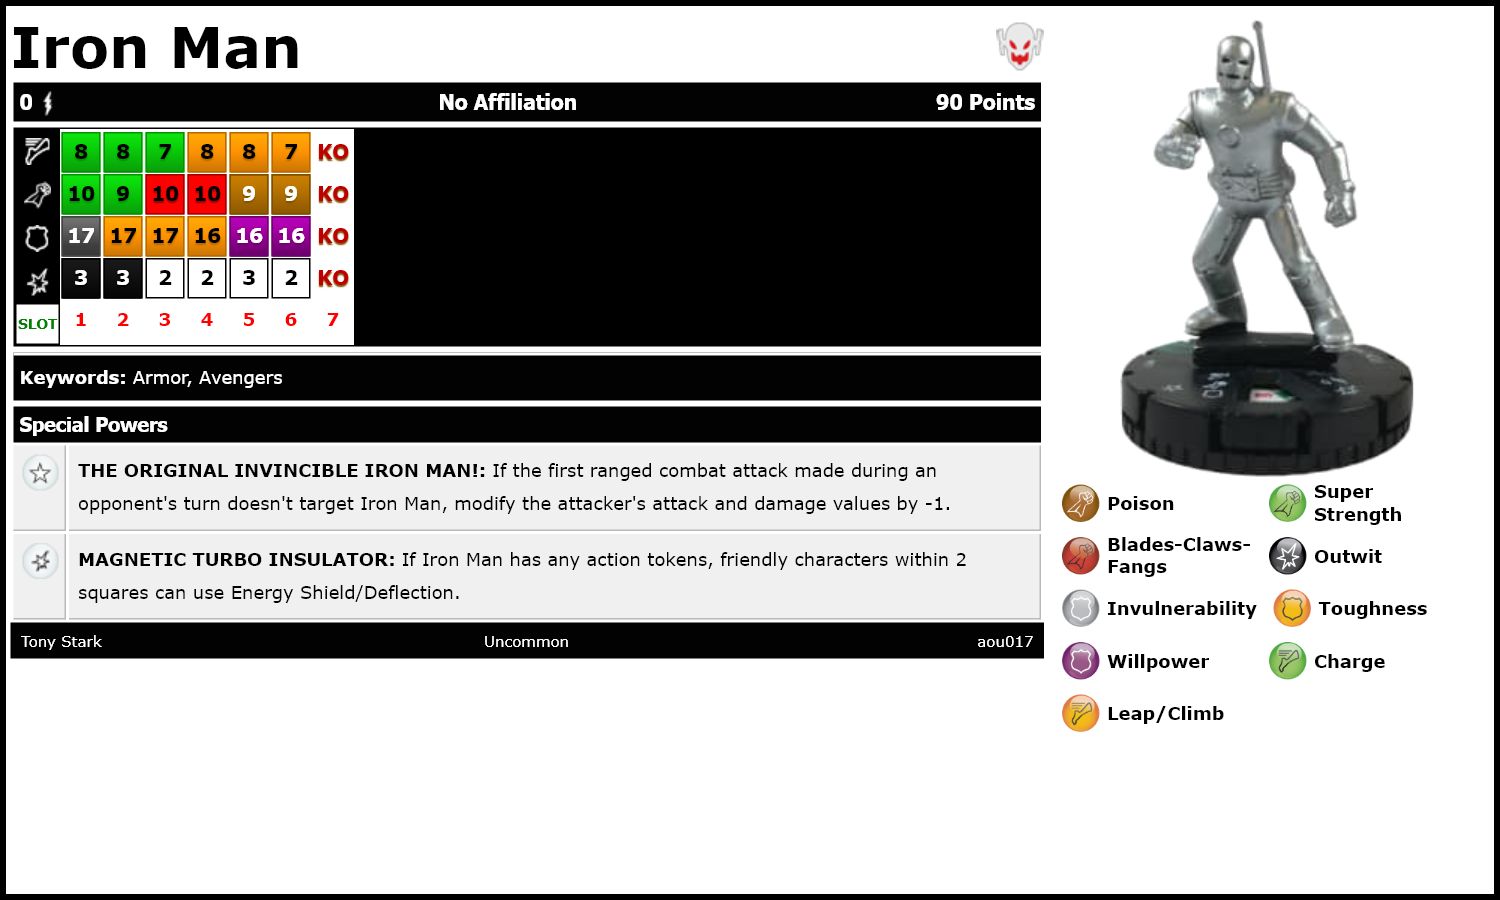 Iron Man
0 No Affiliation 90 Points
8 8 7 8 8 7 KO
10 9 10 10 9 9 KO
17 17 17 16 16 16 KO
3 3 2 2 3 2 KO
SLOT 1 2 3 4 5 6 7
Keywords: Armor, Avengers
Special Powers
THE ORIGINAL INVINCIBLE IRON MAN!: If the first ranged combat attack made during an
opponent's turn doesn't target Iron Man, modify the attacker's attack and damage values by -1.
MAGNETIC TURBO INSULATOR: If Iron Man has any action tokens, friendly characters within 2
squares can use Energy Shield/Deflection.
Tony Stark Uncommon aou017
Poison
Super
Strength
Blades-Claws-
Fangs
Outwit
Invulnerability
Toughness
Willpower
Charge
Leap/Climb